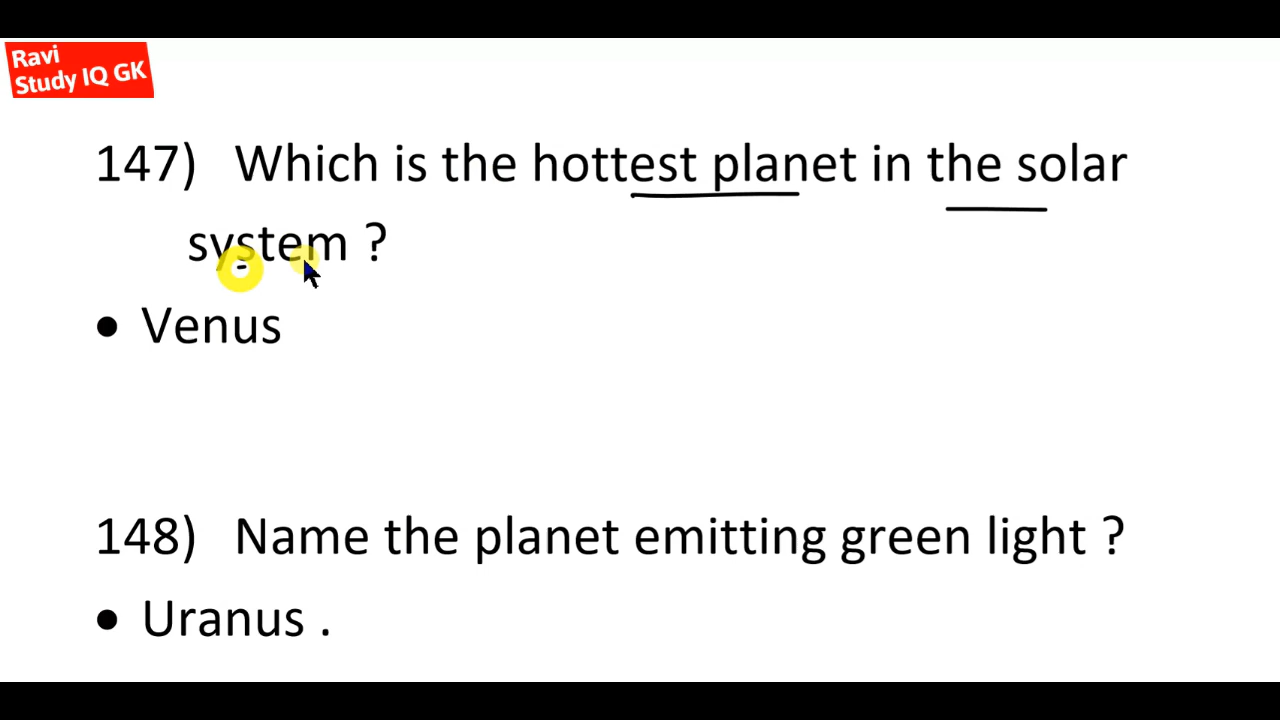 Ravi
Study IQ GK
147) Which is the hottest planet in the solar
system ?
• Venus
148) Name the planet emitting green light ?
• Uranus .